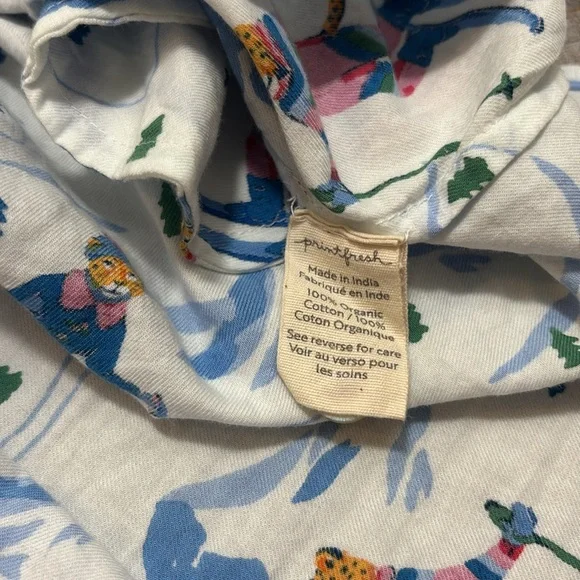 printfresh
Made in India
Fabriqué en Inde
100% Organic
Cotton / 100%
Coton Organique
See reverse for care
Voir au verso pour
les soins